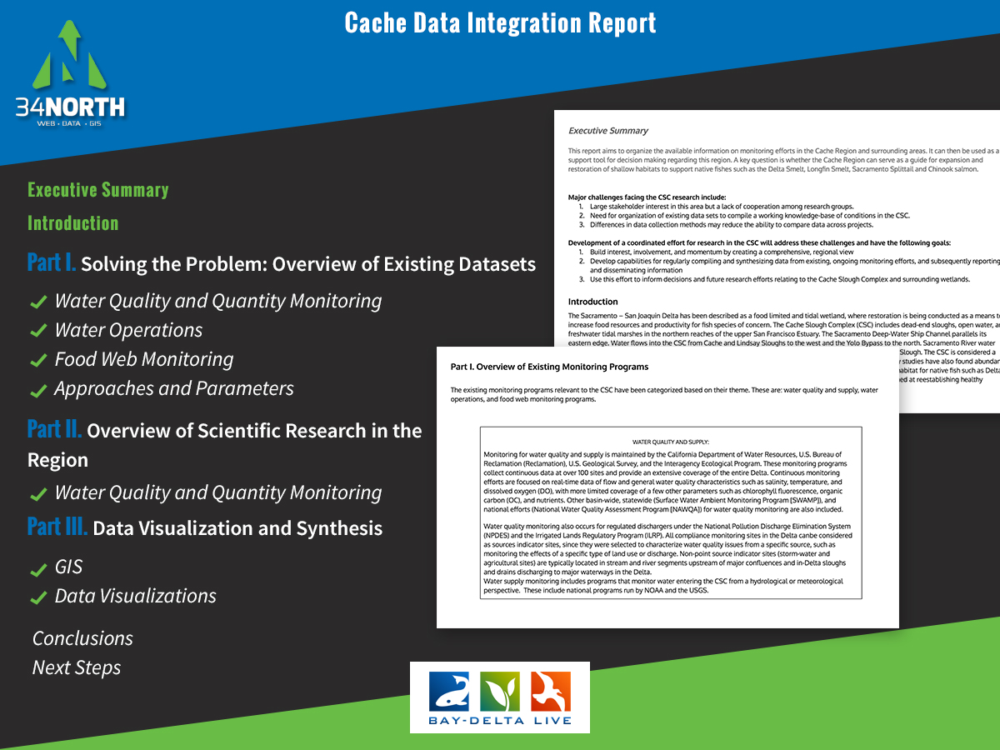 Cache Data Integration Report
34NORTH
WEB • DATA • GIS
Executive Summary
Introduction
Part I. Solving the Problem: Overview of Existing Datasets
Water Quality and Quantity Monitoring
Water Operations
Food Web Monitoring
Approaches and Parameters
Part II. Overview of Scientific Research in the
Region
Water Quality and Quantity Monitoring
Part III. Data Visualization and Synthesis
GIS
Data Visualizations
Conclusions
Next Steps
Executive Summary
This report aims to organize the available information on monitoring efforts in the Cache Region and surrounding areas. It can then be used as a
support tool for decision making regarding this region. A key question is whether the Cache Region can serve as a guide for expansion and
restoration of shallow habitats to support native fishes such as the Delta Smelt, Longfin Smelt, Sacramento Splittail and Chinook salmon.
Major challenges facing the CSC research include:
1. Large stakeholder interest in this area but a lack of cooperation among research groups.
2. Need for organization of existing data sets to compile a working knowledge-base of conditions in the CSC.
3. Differences in data collection methods may reduce the ability to compare data across projects.
Development of a coordinated effort for research in the CSC will address these challenges and have the following goals:
1. Build interest, involvement, and momentum by creating a comprehensive, regional view
2. Develop capabilities for regularly compiling and synthesizing data from existing, ongoing monitoring efforts, and subsequently reporting
and disseminating information
3. Use this effort to inform decisions and future research efforts relating to the Cache Slough Complex and surrounding wetlands.
Introduction
The Sacramento – San Joaquin Delta has been described as a food limited and tidal wetland, where restoration is being conducted as a means to
increase food resources and productivity for fish species of concern. The Cache Slough Complex (CSC) includes dead-end sloughs, open water, a
freshwater tidal marshes in the northern reaches of the upper San Francisco Estuary. The Sacramento Deep-Water Ship Channel parallels its
eastern edge. Water flows into the CSC from Cache and Lindsay Sloughs to the west and the Yolo Bypass to the north. Sacramento River water
Slough. The CSC is considered a
studies have also found abundan
abitat for native fish such as Delta
ed at reestablishing healthy
Part I. Overview of Existing Monitoring Programs
The existing monitoring programs relevant to the CSC have been categorized based on their theme. These are: water quality and supply, water
operations, and food web monitoring programs.
WATER QUALITY AND SUPPLY:
Monitoring for water quality and supply is maintained by the California Department of Water Resources, U.S. Bureau of
Reclamation (Reclamation), U.S. Geological Survey, and the Interagency Ecological Program. These monitoring programs
collect continuous data at over 100 sites and provide an extensive coverage of the entire Delta. Continuous monitoring
efforts are focused on real-time data of flow and general water quality characteristics such as salinity, temperature, and
dissolved oxygen (DO), with more limited coverage of a few other parameters such as chlorophyll fluorescence, organic
carbon (OC), and nutrients. Other basin-wide, statewide (Surface Water Ambient Monitoring Program [SWAMP]), and
national efforts (National Water Quality Assessment Program [NAWQA]) for water quality monitoring are also included.
Water quality monitoring also occurs for regulated dischargers under the National Pollution Discharge Elimination System
(NPDES) and the Irrigated Lands Regulatory Program (ILRP). All compliance monitoring sites in the Delta canbe considered
as sources indicator sites, since they were selected to characterize water quality issues from a specific source, such as
monitoring the effects of a specific type of land use or discharge. Non-point source indicator sites (storm-water and
agricultural sites) are typically located in stream and river segments upstream of major confluences and in-Delta sloughs
and drains discharging to major waterways in the Delta.
Water supply monitoring includes programs that monitor water entering the CSC from a hydrological or meteorological
perspective. These include national programs run by NOAA and the USGS.
BAY-DELTA LIVE